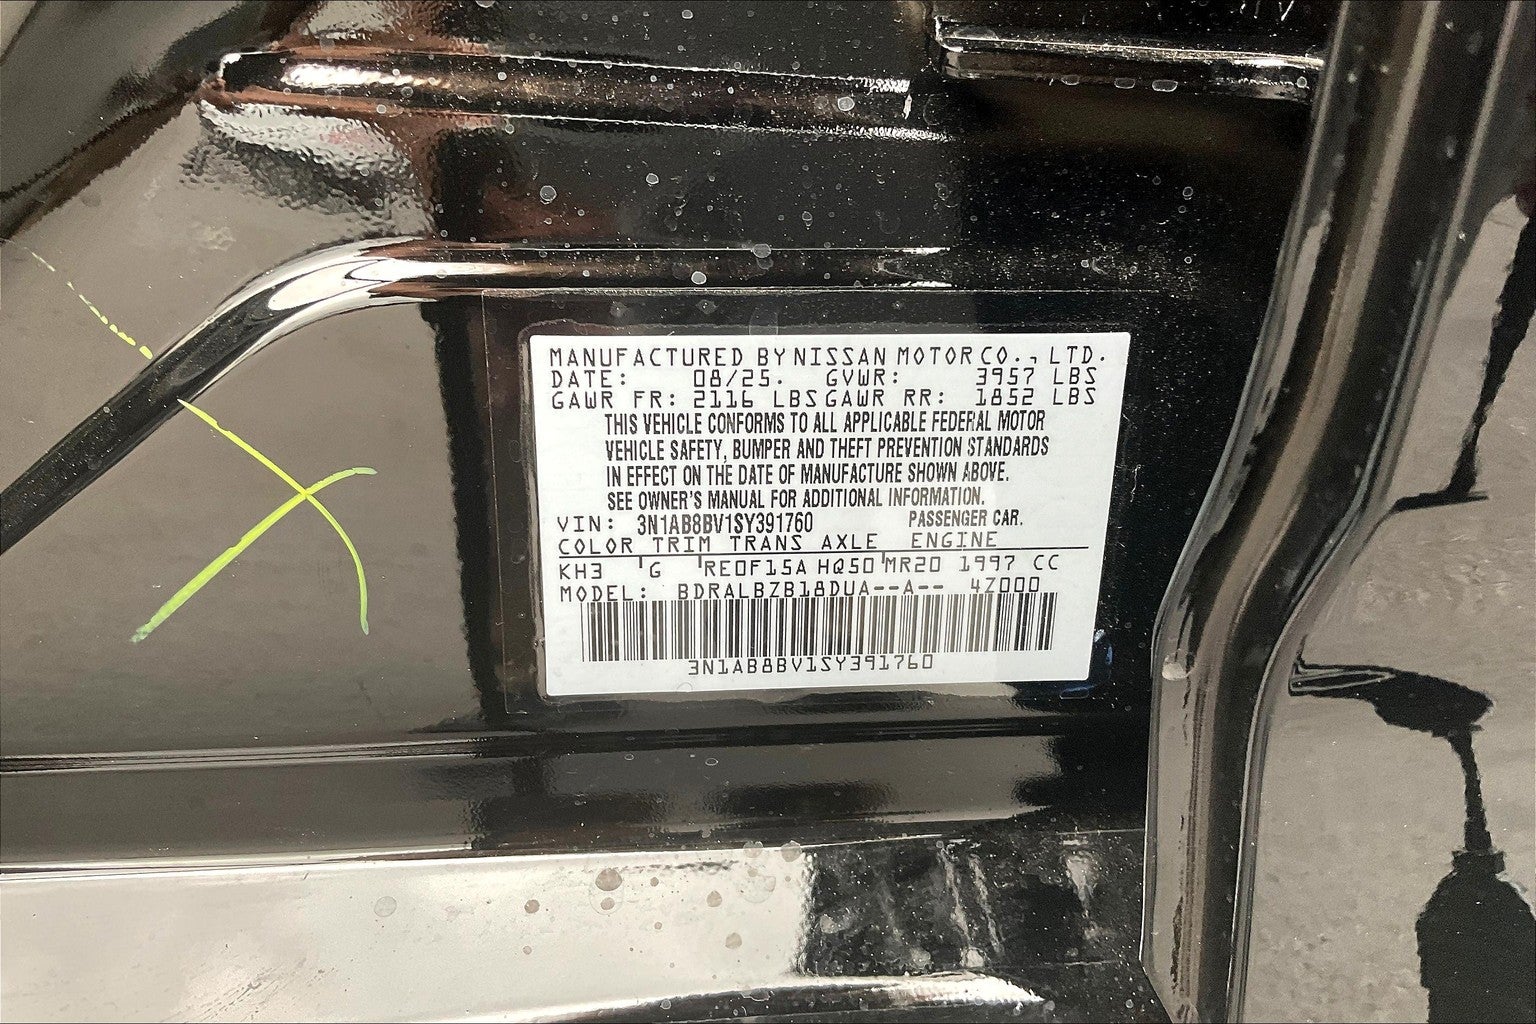 MANUFACTURED BY NISSAN MOTOR CO., LTD.
DATE: 08/25. GVWR: 3957 LBS
GAWR FR: 2116 LBS GAWR RR: 1852 LBS
THIS VEHICLE CONFORMS TO ALL APPLICABLE FEDERAL MOTOR
VEHICLE SAFETY, BUMPER AND THEFT PREVENTION STANDARDS
IN EFFECT ON THE DATE OF MANUFACTURE SHOWN ABOVE.
SEE OWNER'S MANUAL FOR ADDITIONAL INFORMATION.
VIN: 3N1AB8BV1SY391760 PASSENGER CAR.
COLOR TRIM TRANS AXLE ENGINE
KH3 'G 'RE0F15A HQ50'MR20 1997 CC
MODEL: BDRALBZB18DUA--A-- 4Z000
3N1AB8BV1SY391760